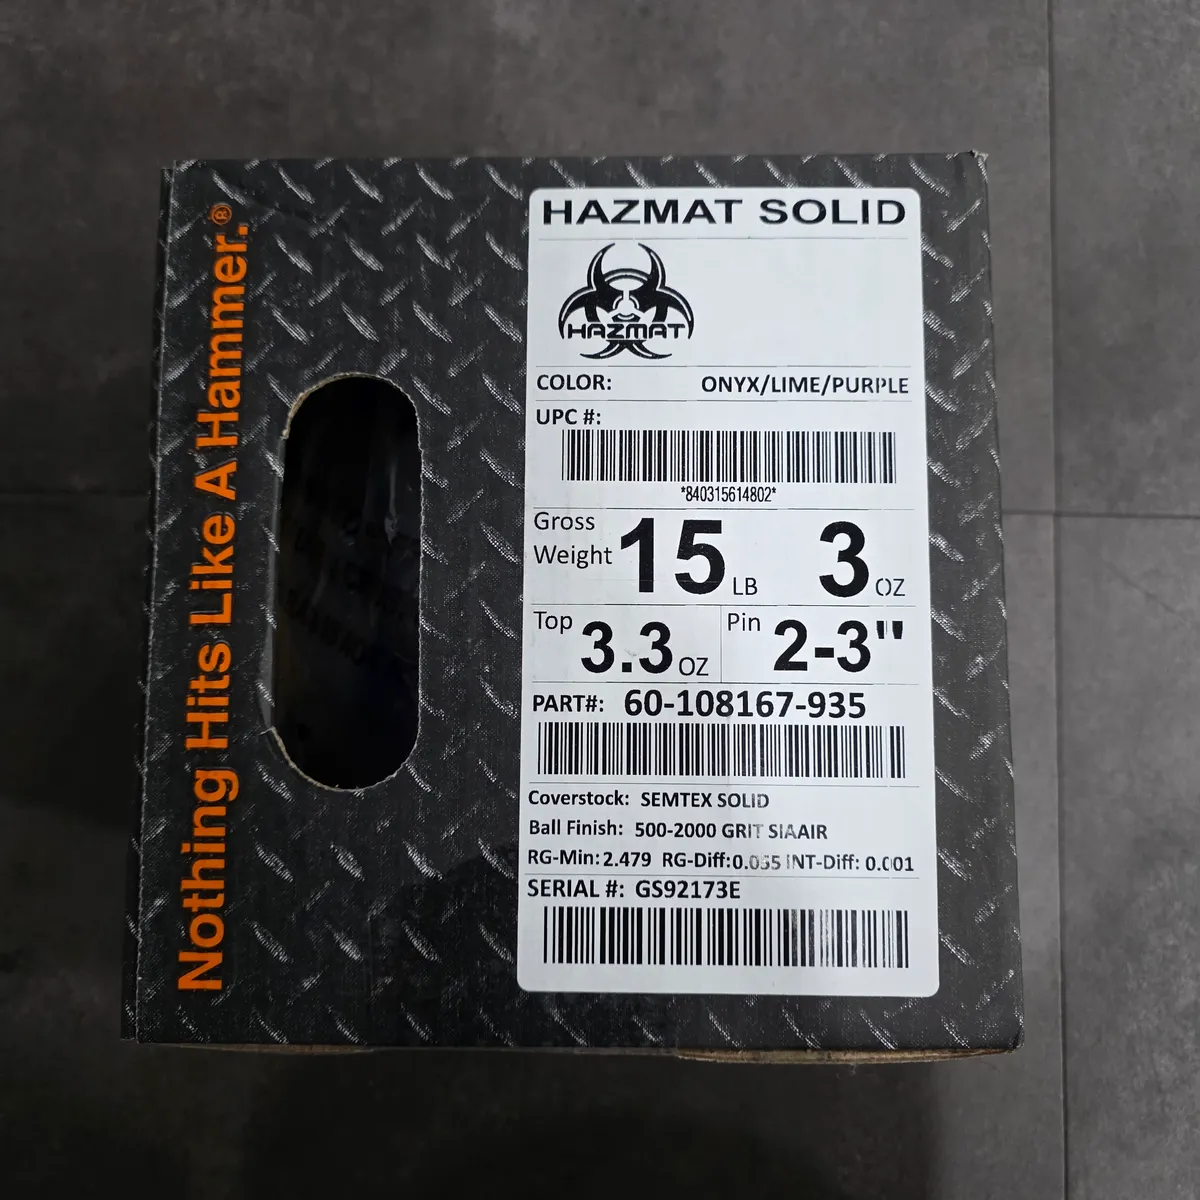 Nothing Hits Like A Hammer.®
HAZMAT SOLID
HAZMAT
COLOR: ONYX/LIME/PURPLE
UPC #:
*840315614802*
Gross Weight 15 LB 3 OZ
Top 3.3 OZ Pin 2-3"
PART#: 60-108167-935
Coverstock: SEMTEX SOLID
Ball Finish: 500-2000 GRIT SIAAIR
RG-Min: 2.479 RG-Diff: INT-Diff: 0.001
SERIAL #: GS92173E